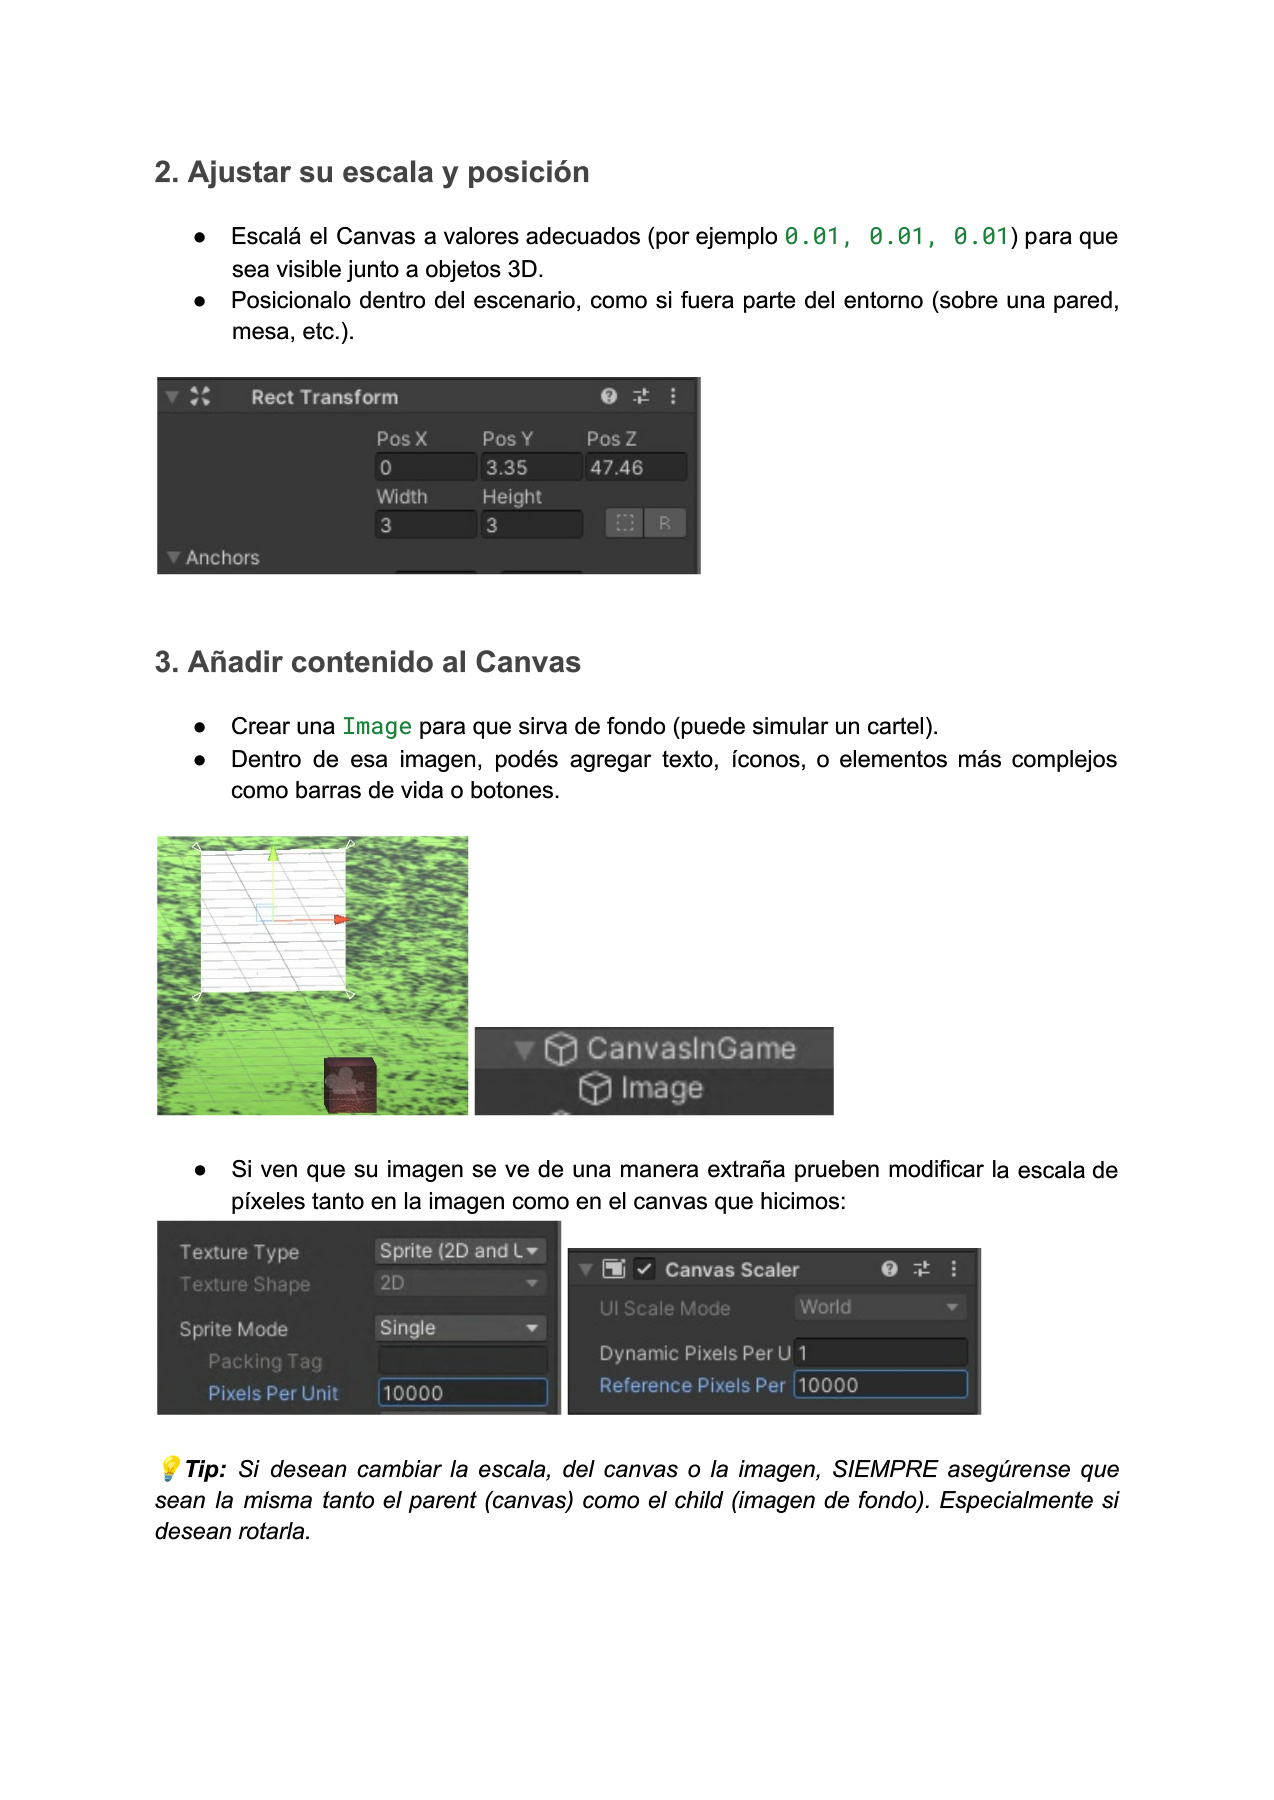 2. Ajustar su escala y posición
● Escalá el Canvas a valores adecuados (por ejemplo 0.01, 0.01, 0.01) para que
sea visible junto a objetos 3D.
● Posicionalo dentro del escenario, como si fuera parte del entorno (sobre una pared,
mesa, etc.).
Rect Transform
Pos X Pos Y Pos Z
0 3.35 47.46
Width Height
3 3 R
Anchors
3. Añadir contenido al Canvas
● Crear una Image para que sirva de fondo (puede simular un cartel).
● Dentro de esa imagen, podés agregar texto, íconos, o elementos más complejos
como barras de vida o botones.
CanvasInGame
Image
● Si ven que su imagen se ve de una manera extraña prueben modificar la escala de
píxeles tanto en la imagen como en el canvas que hicimos:
Texture Type Sprite (2D and U
Texture Shape 2D
Sprite Mode Single
Packing Tag
Pixels Per Unit 10000
Canvas Scaler
UI Scale Mode World
Dynamic Pixels Per U 1
Reference Pixels Per 10000
💡Tip: Si desean cambiar la escala, del canvas o la imagen, SIEMPRE asegúrense que
sean la misma tanto el parent (canvas) como el child (imagen de fondo). Especialmente si
desean rotarla.